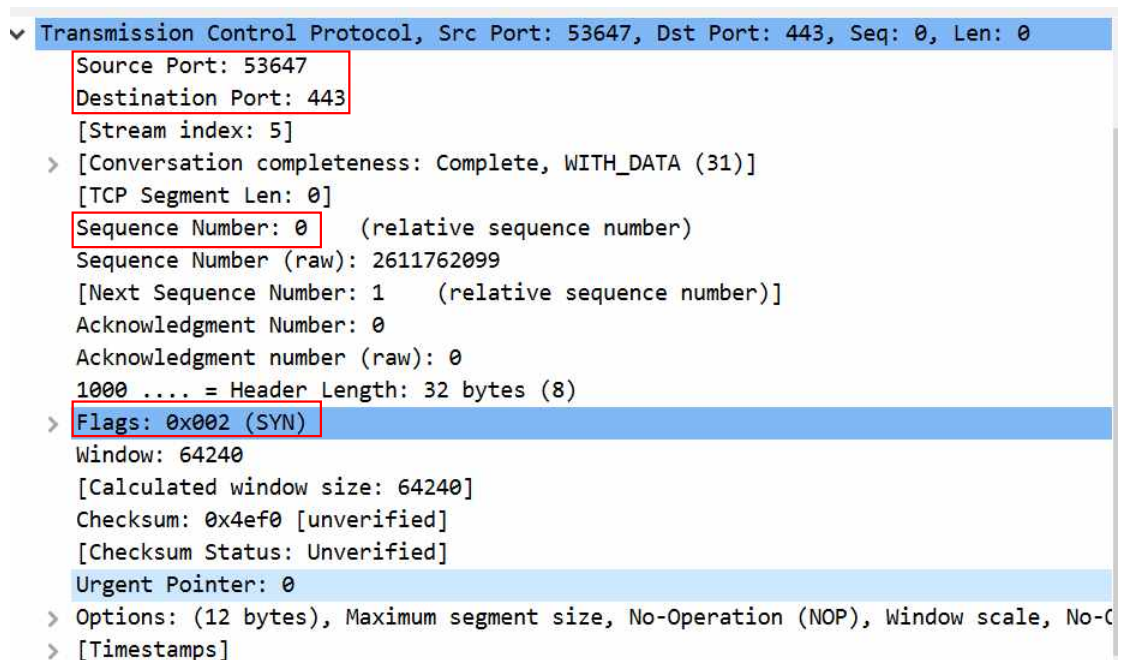 Transmission Control Protocol, Src Port: 53647, Dst Port: 443, Seq: 0, Len: 0
Source Port: 53647
Destination Port: 443
[Stream index: 5]
[Conversation completeness: Complete, WITH_DATA (31)]
[TCP Segment Len: 0]
Sequence Number: 0    (relative sequence number)
Sequence Number (raw): 2611762099
[Next Sequence Number: 1    (relative sequence number)]
Acknowledgment Number: 0
Acknowledgment number (raw): 0
1000 .... = Header Length: 32 bytes (8)
Flags: 0x002 (SYN)
Window: 64240
[Calculated window size: 64240]
Checksum: 0x4ef0 [unverified]
[Checksum Status: Unverified]
Urgent Pointer: 0
Options: (12 bytes), Maximum segment size, No-Operation (NOP), Window scale,
[Timestamps]